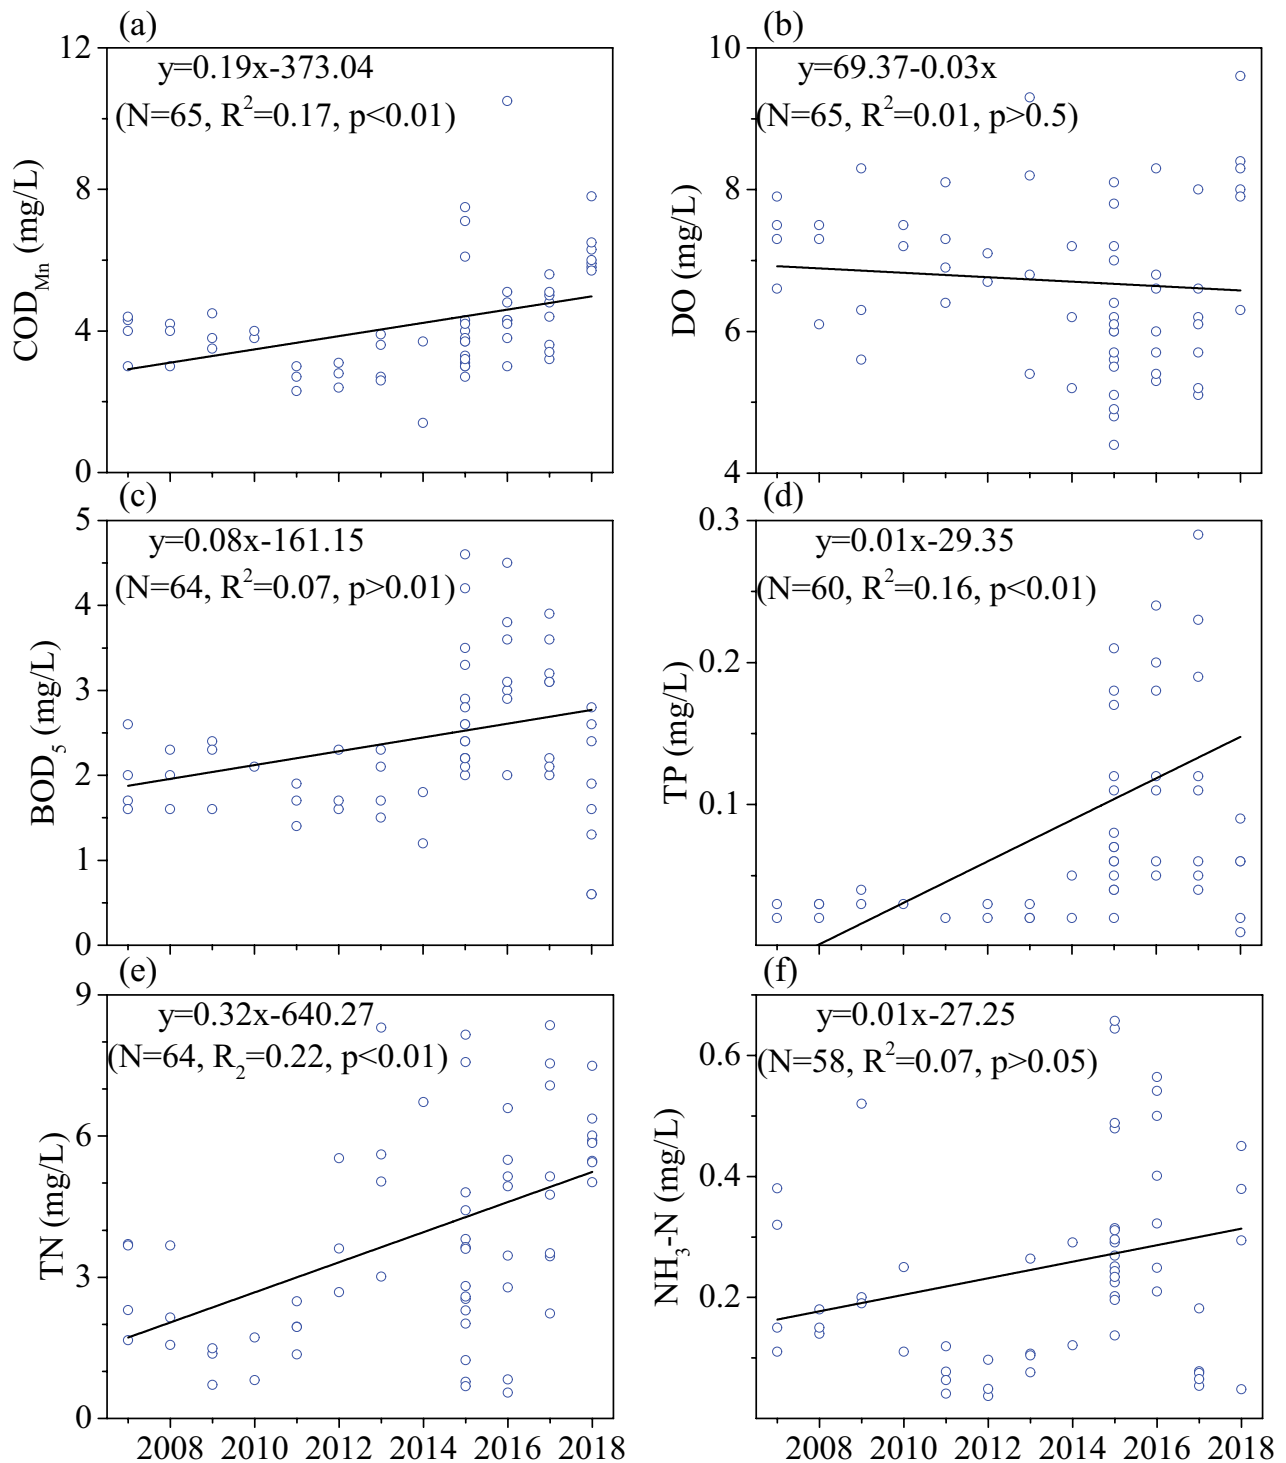 (a)
y=0.19x-373.04
(N=65, R²=0.17, p<0.01)
12
8
4
0
COD_Mn (mg/L)
(b)
y=69.37-0.03x
(N=65, R²=0.01, p>0.5)
10
8
6
4
DO (mg/L)
(c)
y=0.08x-161.15
(N=64, R²=0.07, p>0.01)
5
4
3
2
1
0
BOD₅ (mg/L)
(d)
y=0.01x-29.35
(N=60, R²=0.16, p<0.01)
0.3
0.2
0.1
TP (mg/L)
(e)
y=0.32x-640.27
(N=64, R₂=0.22, p<0.01)
9
6
3
0
TN (mg/L)
2008 2010 2012 2014 2016 2018
(f)
y=0.01x-27.25
(N=58, R²=0.07, p>0.05)
0.6
0.4
0.2
NH₃-N (mg/L)
2008 2010 2012 2014 2016 2018